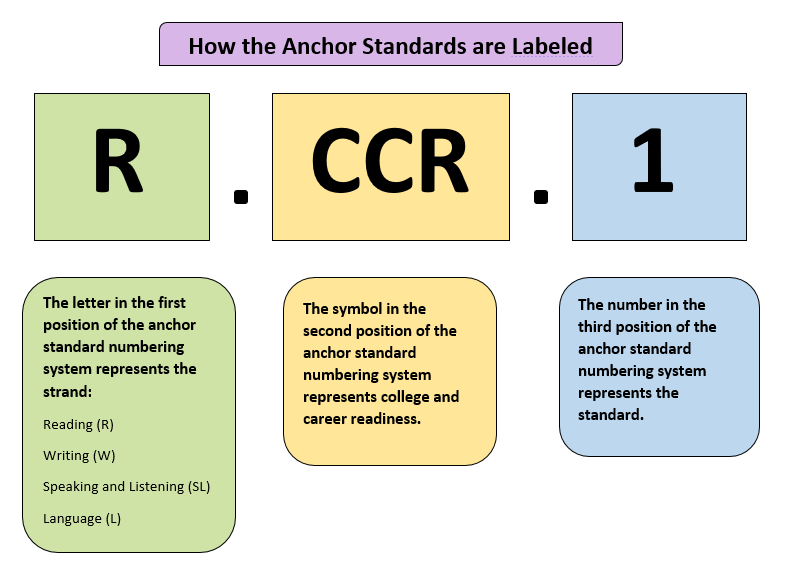 How the Anchor Standards are Labeled
R . CCR . 1
The letter in the first
position of the anchor
standard numbering
system represents the
strand:
Reading (R)
Writing (W)
Speaking and Listening (SL)
Language (L)
The symbol in the
second position of the
anchor standard
numbering system
represents college and
career readiness.
The number in the
third position of the
anchor standard
numbering system
represents the
standard.